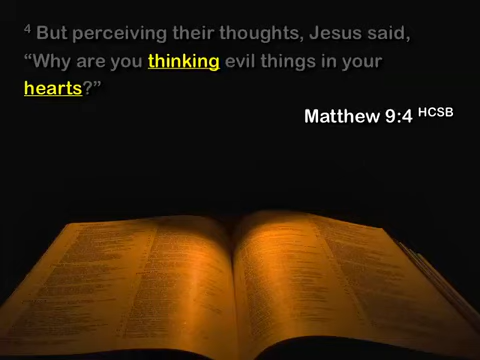 4 But perceiving their thoughts, Jesus said,
“Why are you thinking evil things in your
hearts?”
Matthew 9:4 HCSB